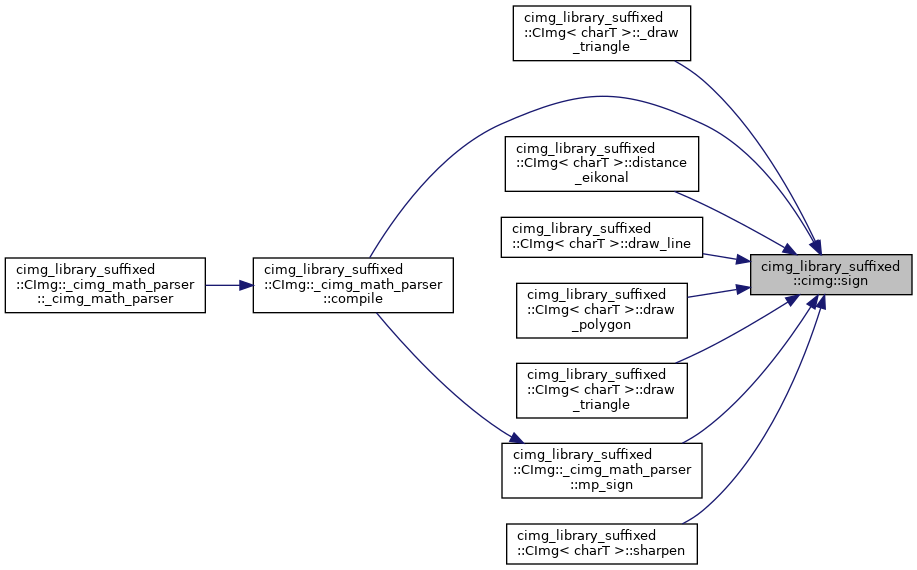 cimg_library_suffixed
::CImg< charT >::_draw
_triangle
cimg_library_suffixed
::CImg< charT >::distance
_eikonal
cimg_library_suffixed
::CImg< charT >::draw_line
cimg_library_suffixed
::cimg::sign
cimg_library_suffixed
::CImg::_cimg_math_parser
::_cimg_math_parser
cimg_library_suffixed
::CImg::_cimg_math_parser
::compile
cimg_library_suffixed
::CImg< charT >::draw
_polygon
cimg_library_suffixed
::CImg< charT >::draw
_triangle
cimg_library_suffixed
::CImg::_cimg_math_parser
::mp_sign
cimg_library_suffixed
::CImg< charT >::sharpen